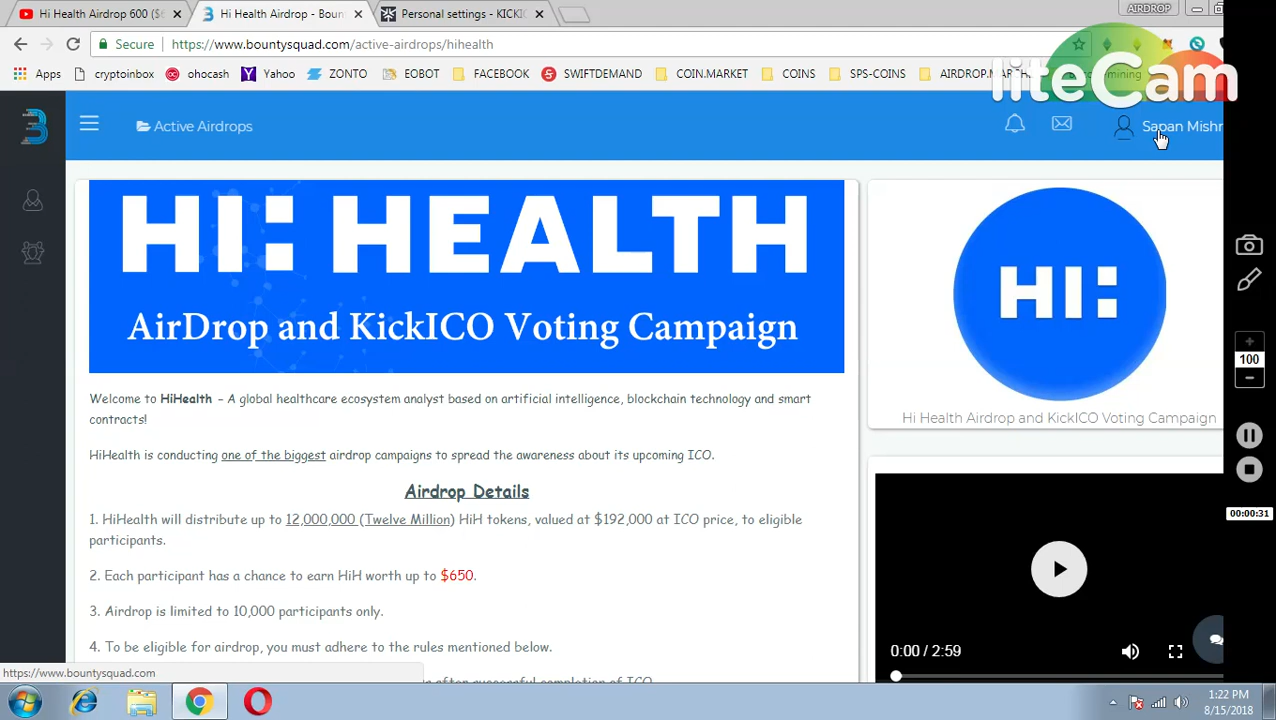 Hi Health Airdrop 600 ($
Hi Health Airdrop - Boun
Personal settings - KICKI
AIRDROP
Secure
https://www.bountysquad.com/active-airdrops/hihealth
Apps
cryptoinbox
ohocash
Yahoo
ZONTO
EOBOT
FACEBOOK
SWIFTDEMAND
COIN.MARKET
COINS
SPS-COINS
mining
liteCam
Active Airdrops
Sapan Mishr
HI: HEALTH
AirDrop and KickICO Voting Campaign
HI:
Hi Health Airdrop and KickICO Voting Campaign
Welcome to HiHealth – A global healthcare ecosystem analyst based on artificial intelligence, blockchain technology and smart
contracts!
HiHealth is conducting one of the biggest airdrop campaigns to spread the awareness about its upcoming ICO.
Airdrop Details
1. HiHealth will distribute up to 12,000,000 (Twelve Million) HiH tokens, valued at $192,000 at ICO price, to eligible
participants.
2. Each participant has a chance to earn HiH worth up to $650.
3. Airdrop is limited to 10,000 participants only.
4. To be eligible for airdrop, you must adhere to the rules mentioned below.
after successful completion of ICO
0:00 / 2:59
100
00:00:31
https://www.bountysquad.com
1:22 PM
8/15/2018